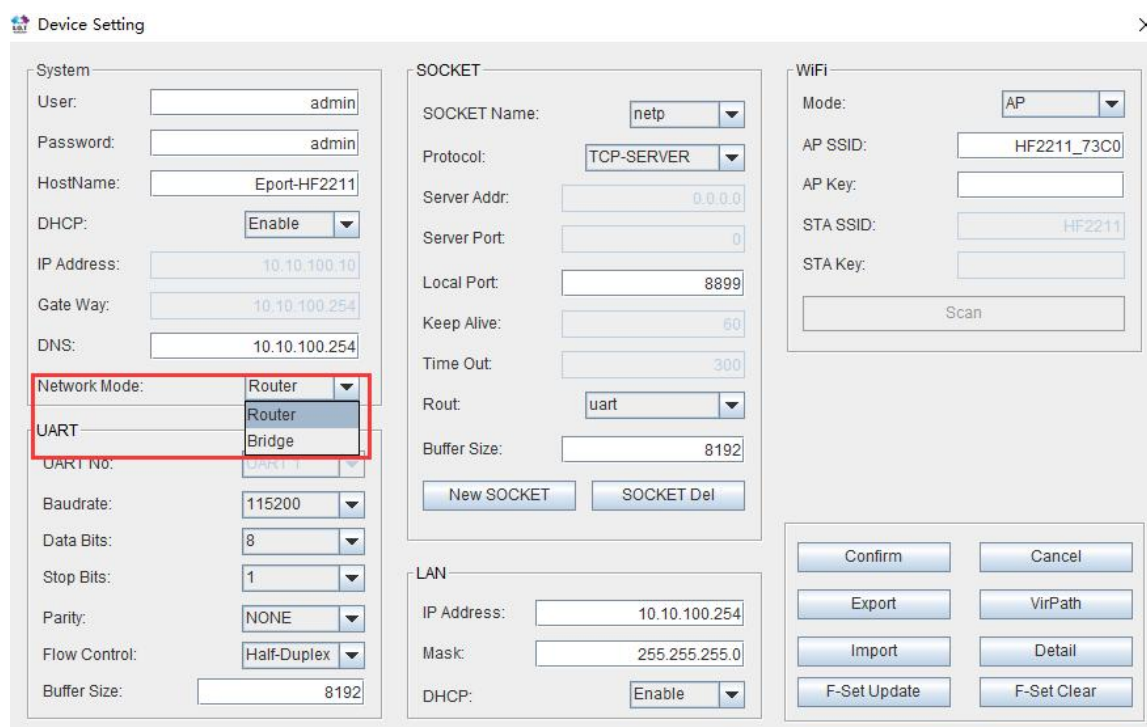 Device Setting
System
User: admin
Password: admin
HostName: Eport-HF2211
DHCP: Enable
IP Address: 10.10.100.10
Gate Way: 10.10.100.254
DNS: 10.10.100.254
Network Mode: Router
Router
Bridge
UART
UART No: UART 1
Baudrate: 115200
Data Bits: 8
Stop Bits: 1
Parity: NONE
Flow Control: Half-Duplex
Buffer Size: 8192
SOCKET
SOCKET Name: netp
Protocol: TCP-SERVER
Server Addr: 0.0.0.0
Server Port: 0
Local Port: 8899
Keep Alive: 60
Time Out: 300
Rout: uart
Buffer Size: 8192
New SOCKET SOCKET Del
LAN
IP Address: 10.10.100.254
Mask: 255.255.255.0
DHCP: Enable
WiFi
Mode: AP
AP SSID: HF2211_73C0
AP Key:
STA SSID: HF2211
STA Key:
Scan
Confirm Cancel
Export VirPath
Import Detail
F-Set Update F-Set Clear